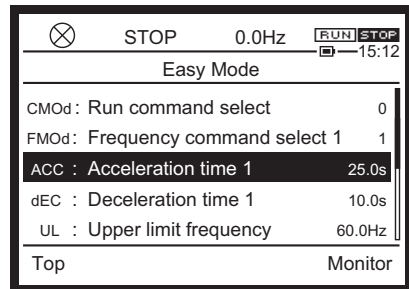 STOP 0.0Hz RUN STOP
15:12
Easy Mode
CMOd : Run command select 0
FMOd : Frequency command select 1 1
ACC : Acceleration time 1 25.0s
dEC : Deceleration time 1 10.0s
UL : Upper limit frequency 60.0Hz
Top Monitor